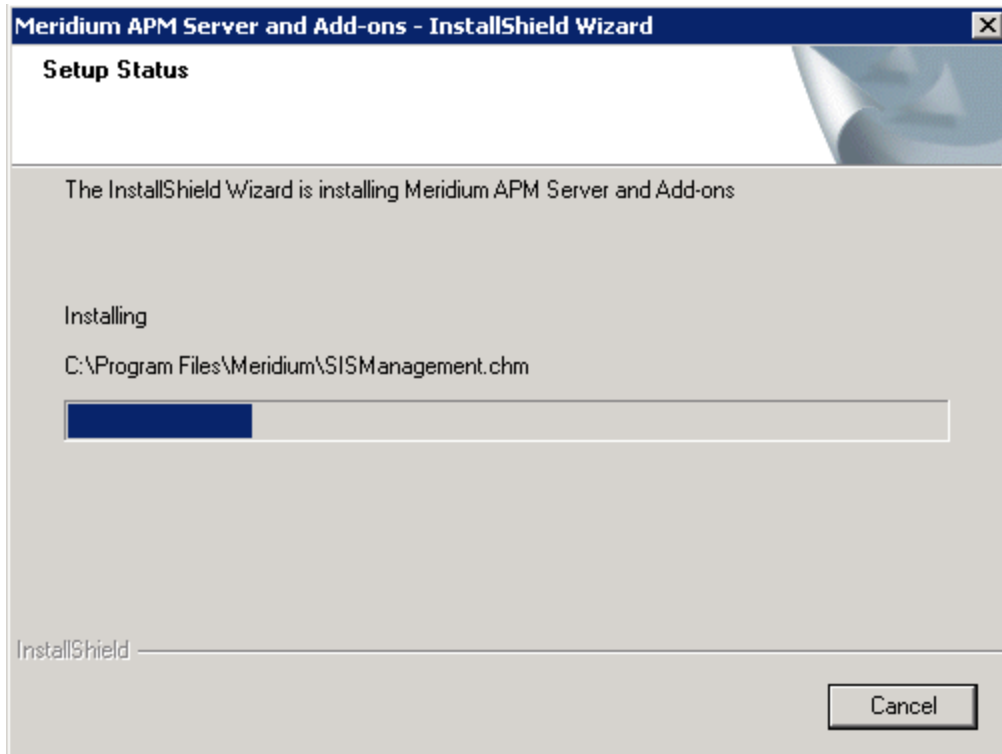 Meridium APM Server and Add-ons - InstallShield Wizard
Setup Status
The InstallShield Wizard is installing Meridium APM Server and Add-ons
Installing
C:\Program Files\Meridium\SISManagement.chm
InstallShield
Cancel